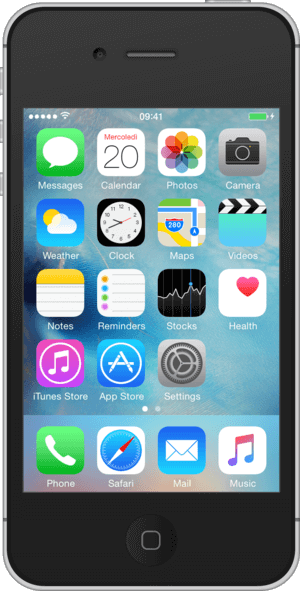 09:41
Mercoledì
20
Messages Calendar Photos Camera
280
Weather Clock Maps Videos
Notes Reminders Stocks Health
iTunes Store App Store Settings
Phone Safari Mail Music